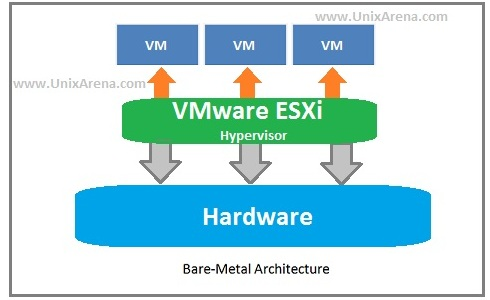 www.UnixArena.com
VM VM VM
www.UnixArena.com
VMware ESXi
Hypervisor
Hardware
Bare-Metal Architecture